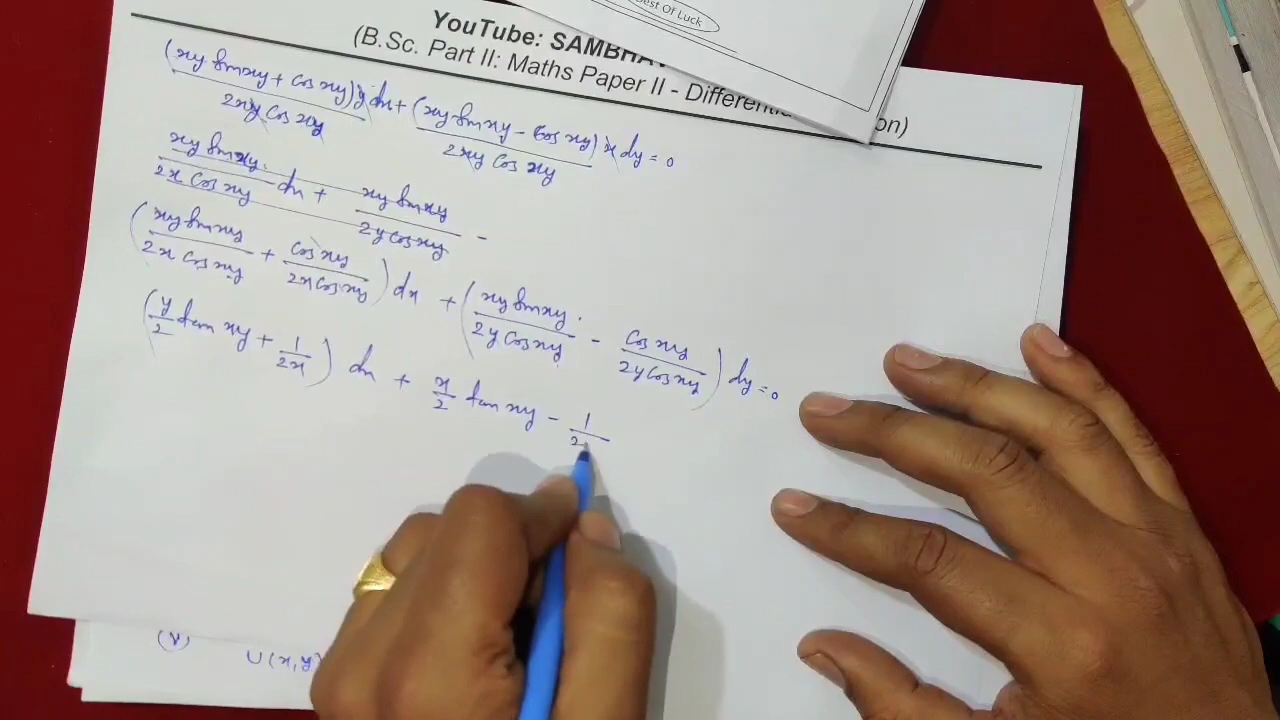 Best Of Luck
YouTube: SAMBHAV
(B.Sc. Part II: Maths Paper II - Differenti on)
(xy sin xy + cos xy) y dx / 2xy cos xy + (xy sin xy - cos xy) x dy / 2xy cos xy = 0
xy sin xy / 2x cos xy dx + xy sin xy / 2y cos xy -
(xy sin xy / 2x cos xy + cos xy / 2x cos xy) dx + (xy sin xy / 2y cos xy - cos xy / 2y cos xy) dy = 0
(y/2 tan xy + 1/2x) dx + x/2 tan xy - 1/2
U(x,y)